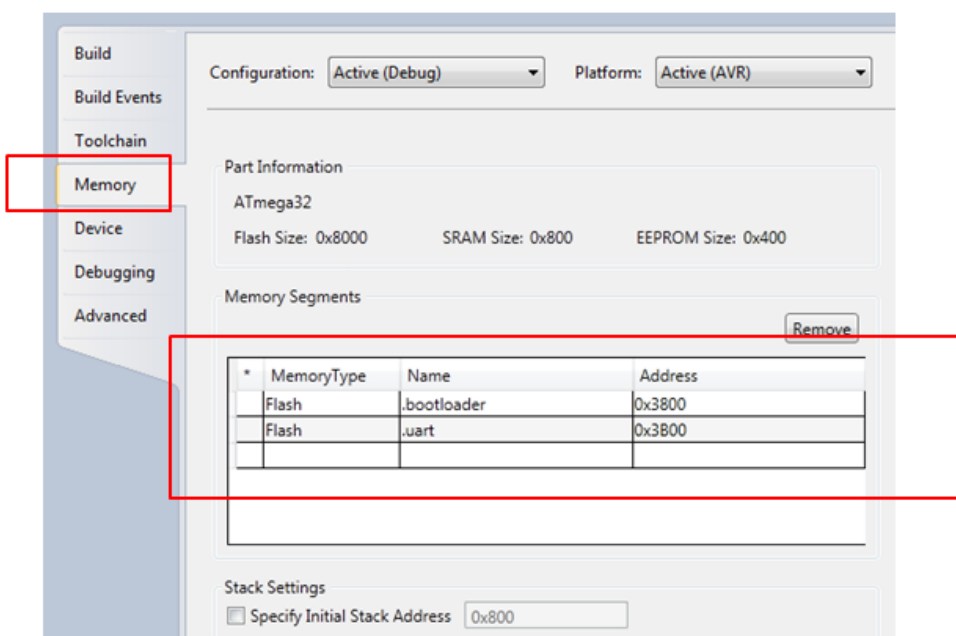 Build
Build Events
Toolchain
Memory
Device
Debugging
Advanced
Configuration: Active (Debug) Platform: Active (AVR)
Part Information
ATmega32
Flash Size: 0x8000 SRAM Size: 0x800 EEPROM Size: 0x400
Memory Segments
Remove
* MemoryType Name Address
Flash .bootloader 0x3800
Flash .uart 0x3B00
Stack Settings
Specify Initial Stack Address 0x800